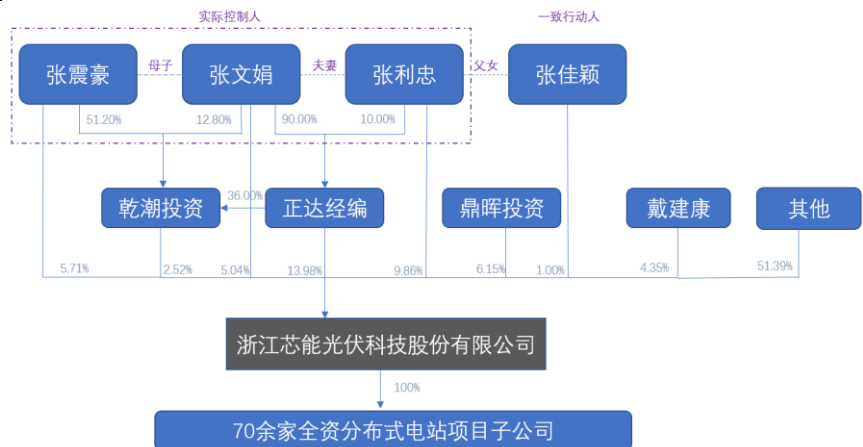 实际控制人
一致行动人
张震豪
母子
张文娟
夫妻
张利忠
父女
张佳颖
51.20%
12.80%
90.00%
10.00%
乾潮投资
36.00%
正达经编
鼎晖投资
戴建康
其他
5.71%
2.52%
5.04%
13.98%
9.86%
6.15%
1.00%
4.35%
51.39%
浙江芯能光伏科技股份有限公司
100%
70余家全资分布式电站项目子公司